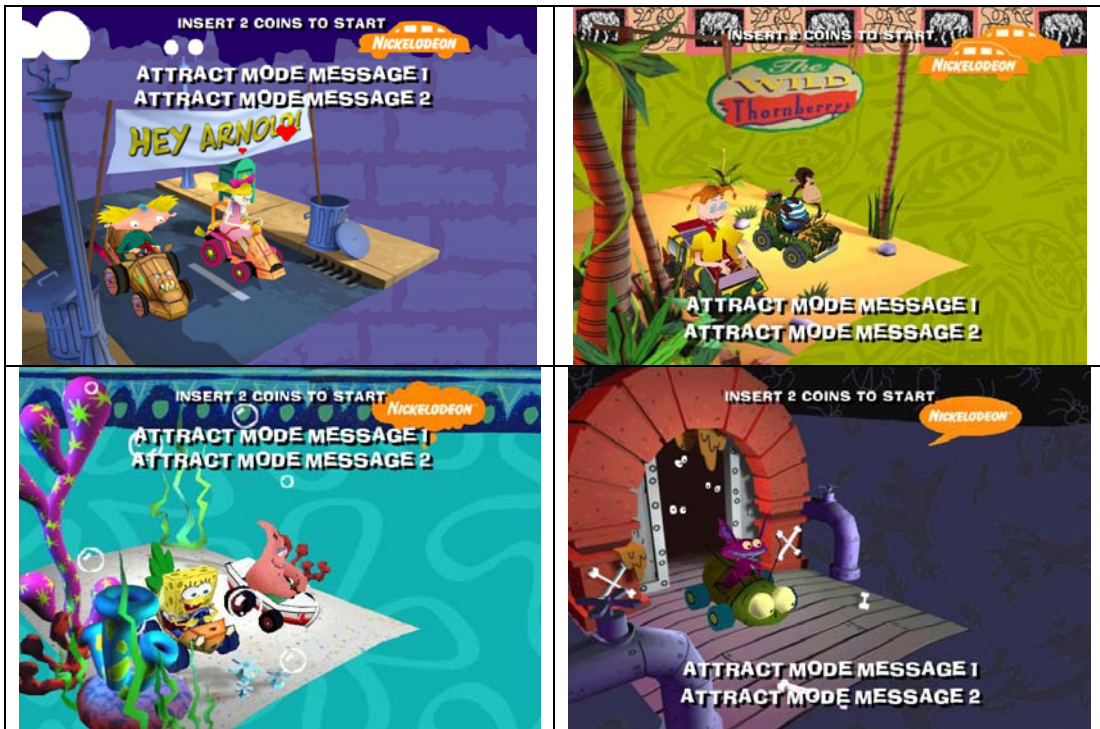 INSERT 2 COINS TO START
NICKELODEON
ATTRACT MODE MESSAGE 1
ATTRACT MODE MESSAGE 2
HEY ARNOLD!
INSERT 2 COINS TO START
NICKELODEON
The
WILD
Thornberrys
ATTRACT MODE MESSAGE 1
ATTRACT MODE MESSAGE 2
INSERT 2 COINS TO START
NICKELODEON
ATTRACT MODE MESSAGE 1
ATTRACT MODE MESSAGE 2
INSERT 2 COINS TO START
NICKELODEON
ATTRACT MODE MESSAGE 1
ATTRACT MODE MESSAGE 2